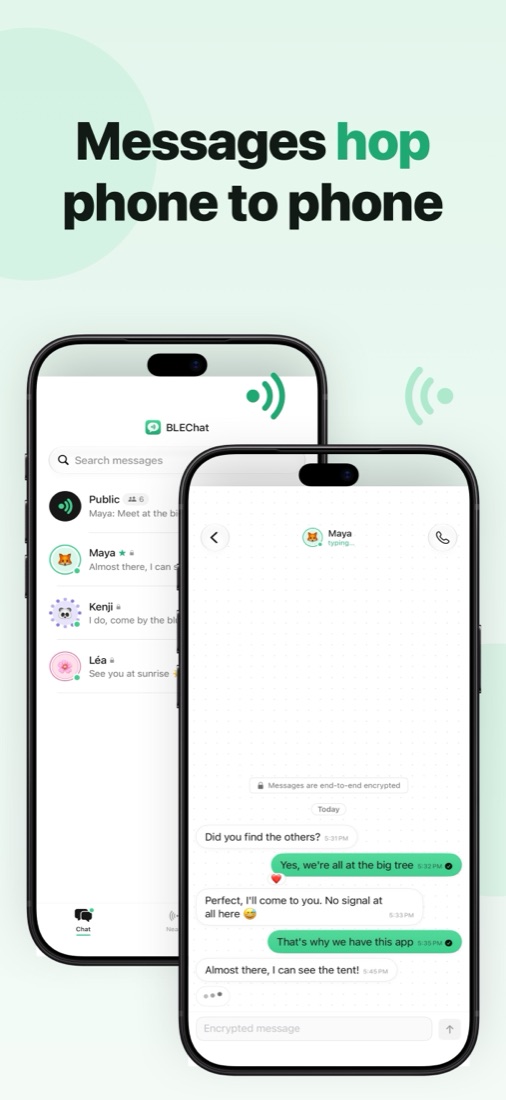 Messages hop
phone to phone
BLEChat
Search messages
Public 6
Maya: Meet at the
Maya
Almost there, I can
Kenji
I do, come by the
Léa
See you at sunrise
Chat
Maya
typing...
Messages are end-to-end encrypted
Today
Did you find the others? 5:31 PM
Yes, we're all at the big tree 5:32 PM
Perfect, I'll come to you. No signal at
all here 😅 5:33 PM
That's why we have this app 5:35 PM
Almost there, I can see the tent! 5:45 PM
Encrypted message